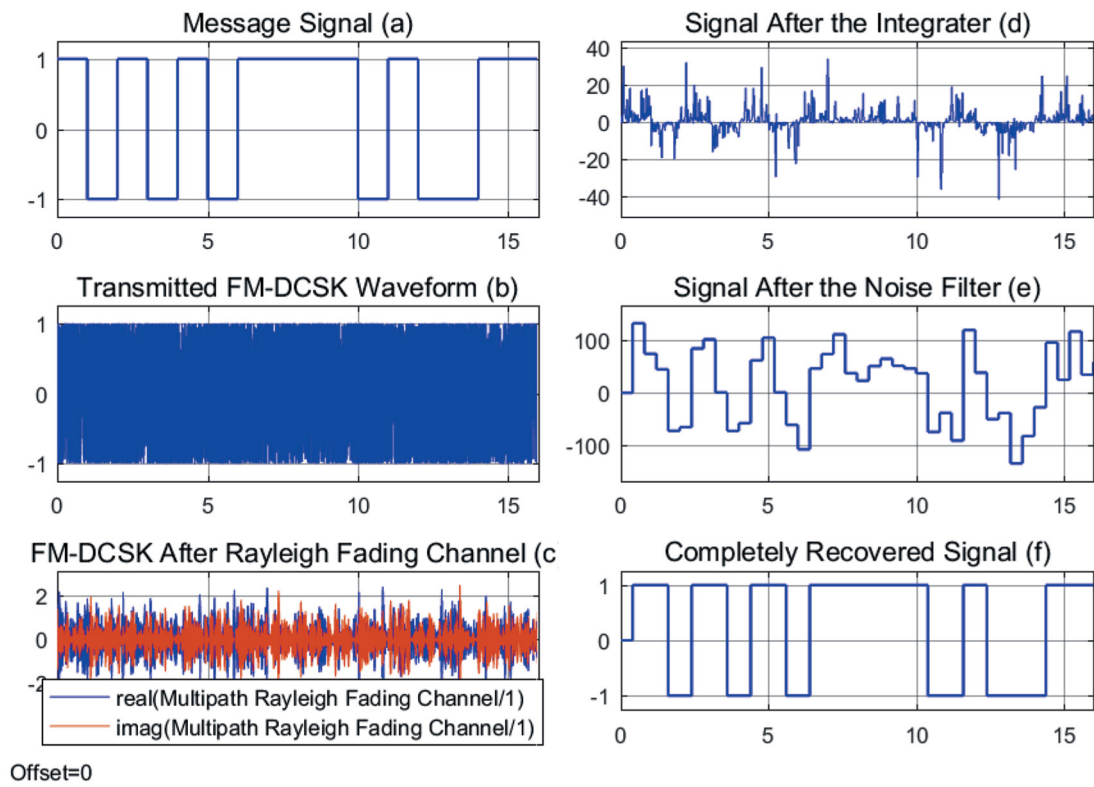 Message Signal (a)
1
0
-1
0 5 10 15
Transmitted FM-DCSK Waveform (b)
1
0
-1
0 5 10 15
FM-DCSK After Rayleigh Fading Channel (c
2
0
-2
real(Multipath Rayleigh Fading Channel/1)
imag(Multipath Rayleigh Fading Channel/1)
Offset=0
Signal After the Integrater (d)
40
20
0
-20
-40
0 5 10 15
Signal After the Noise Filter (e)
100
0
-100
0 5 10 15
Completely Recovered Signal (f)
1
0
-1
0 5 10 15